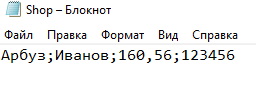 Shop – Блокнот
Файл Правка Формат Вид Справка
Арбуз;Иванов;160,56;123456